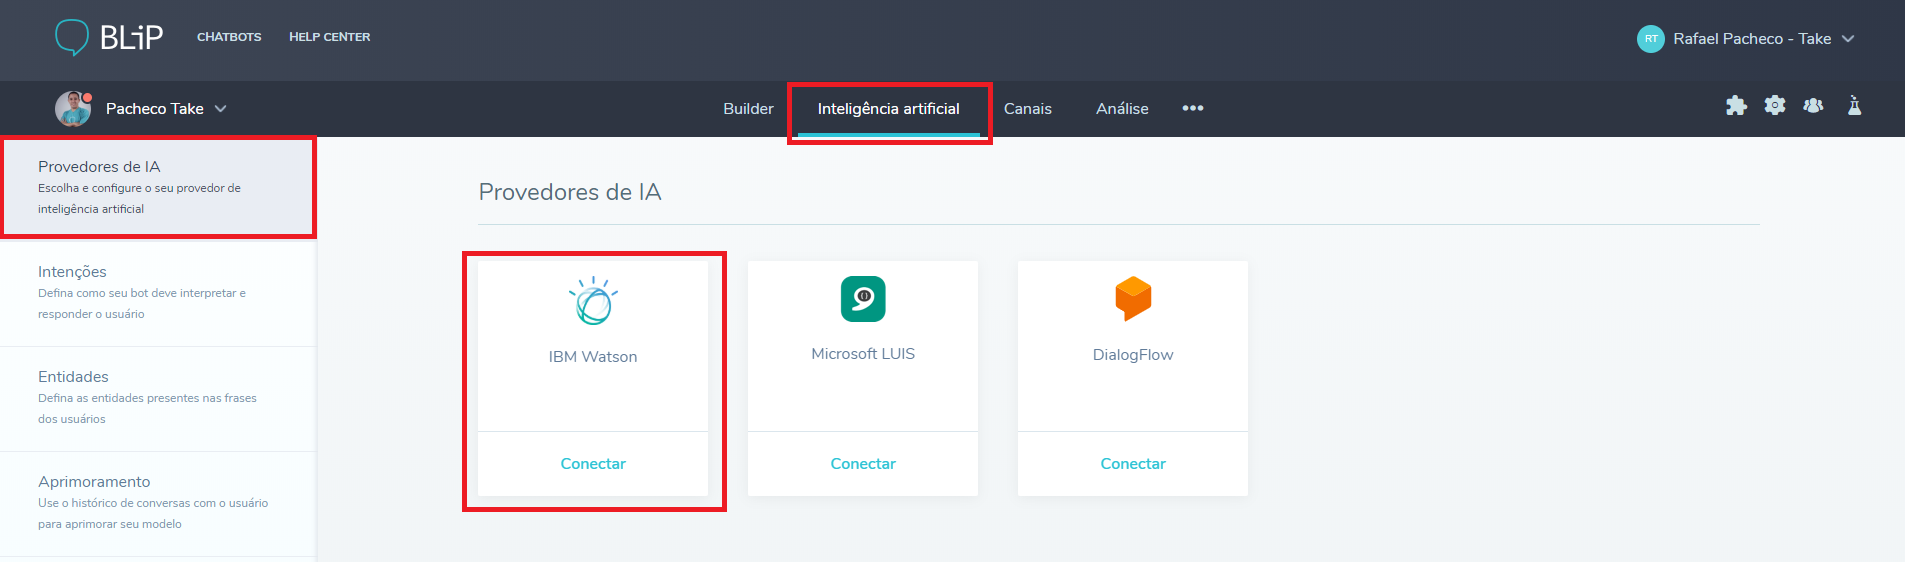 BLiP
CHATBOTS
HELP CENTER
RT
Rafael Pacheco - Take
Pacheco Take
Builder
Inteligência artificial
Canais
Análise
Provedores de IA
Escolha e configure o seu provedor de
inteligência artificial
Intenções
Defina como seu bot deve interpretar e
responder o usuário
Entidades
Defina as entidades presentes nas frases
dos usuários
Aprimoramento
Use o histórico de conversas com o usuário
para aprimorar seu modelo
Provedores de IA
IBM Watson
Conectar
Microsoft LUIS
Conectar
DialogFlow
Conectar